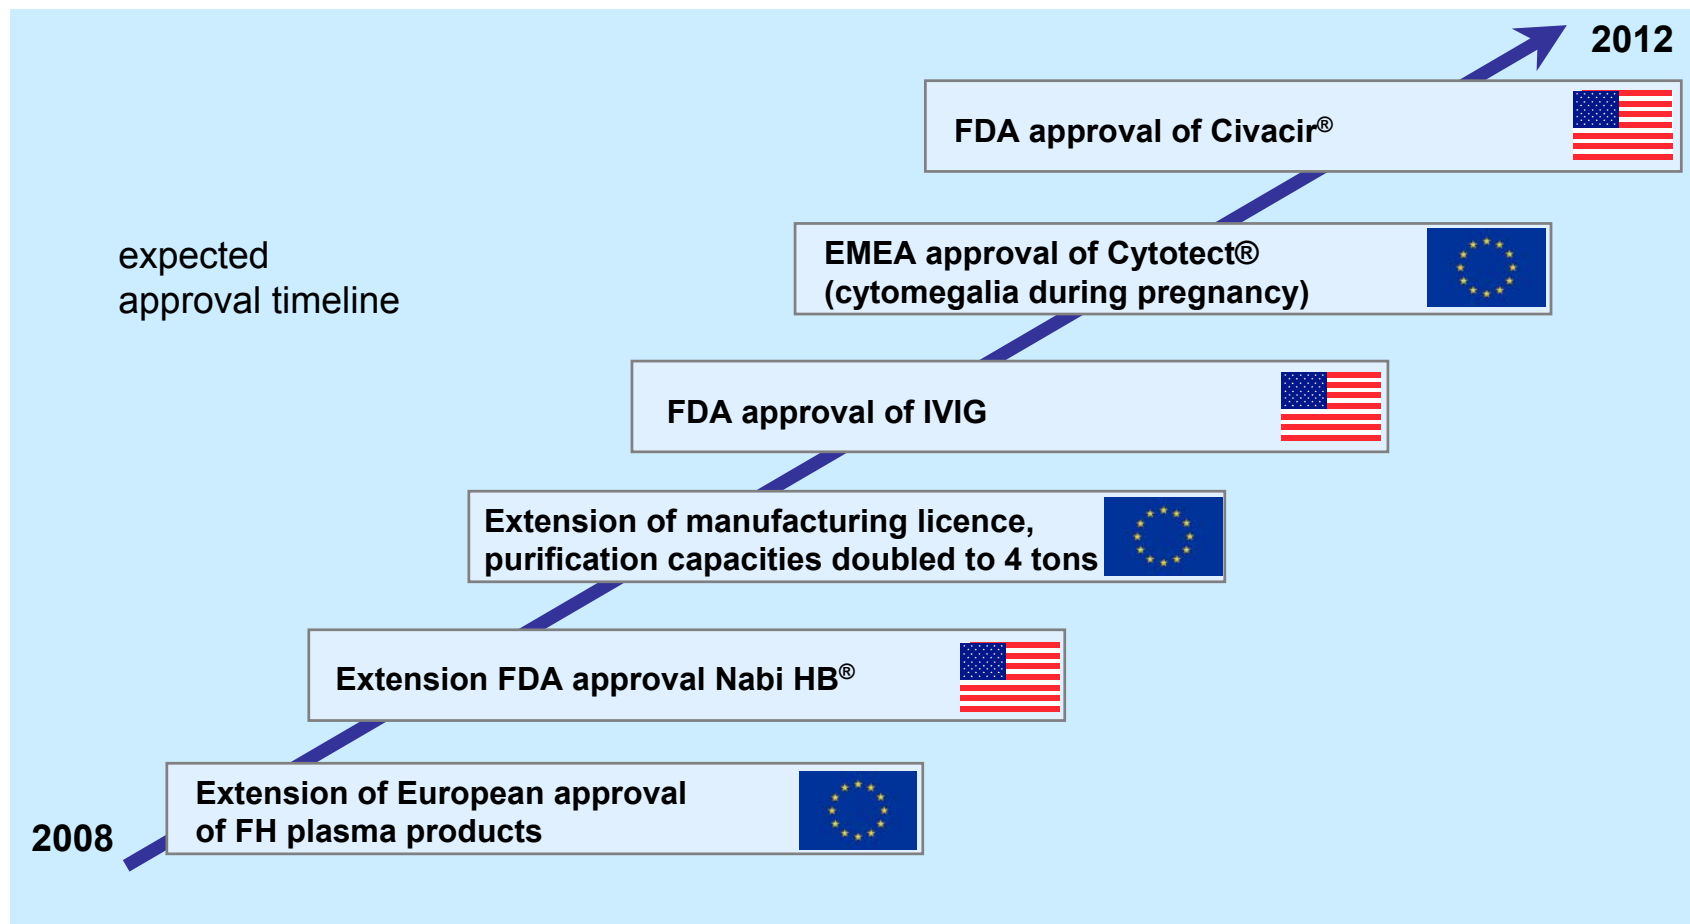 2012
FDA approval of Civacir®
EMEA approval of Cytotect®
(cytomegalia during pregnancy)
expected
approval timeline
FDA approval of IVIG
Extension of manufacturing licence,
purification capacities doubled to 4 tons
Extension FDA approval Nabi HB®
Extension of European approval
of FH plasma products
2008